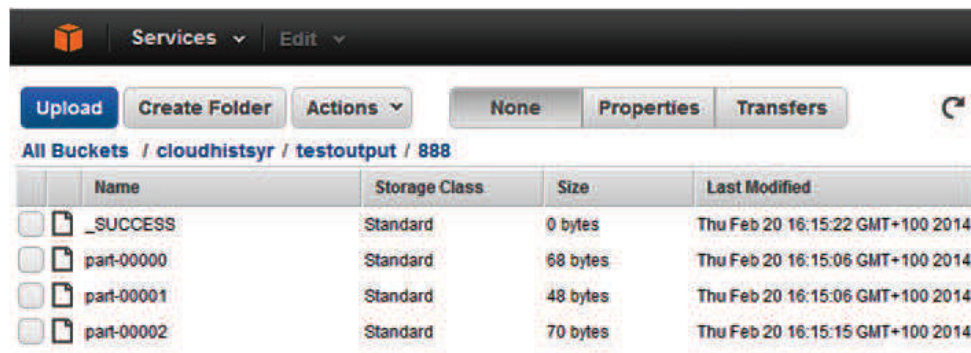 Services Edit
Upload Create Folder Actions None Properties Transfers
All Buckets / cloudhistsyr / testoutput / 888
Name Storage Class Size Last Modified
_SUCCESS Standard 0 bytes Thu Feb 20 16:15:22 GMT+100 2014
part-00000 Standard 68 bytes Thu Feb 20 16:15:06 GMT+100 2014
part-00001 Standard 48 bytes Thu Feb 20 16:15:06 GMT+100 2014
part-00002 Standard 70 bytes Thu Feb 20 16:15:15 GMT+100 2014